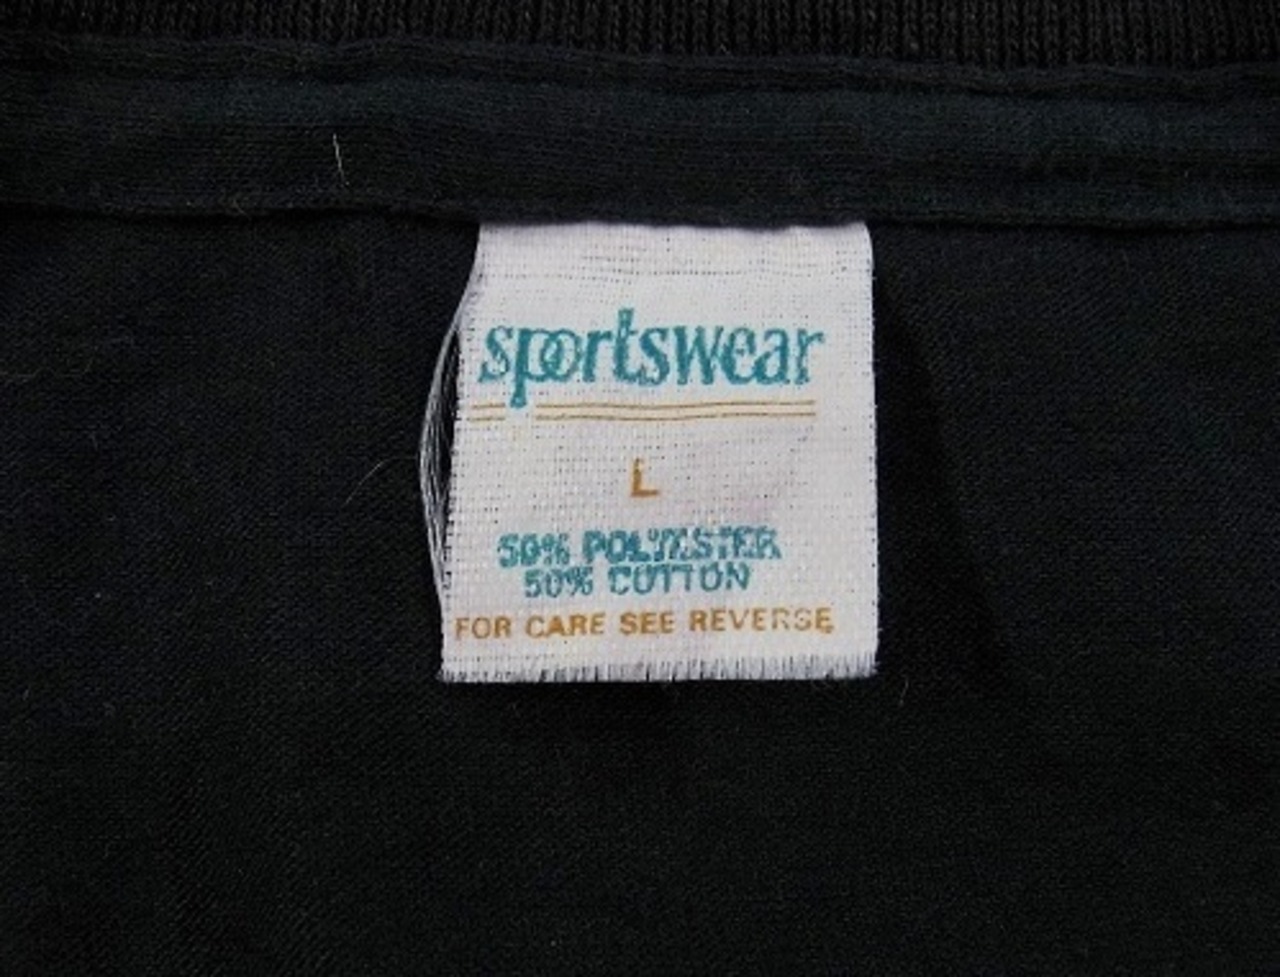 sportswear
L
50% POLYESTER
50% COTTON
FOR CARE SEE REVERSE